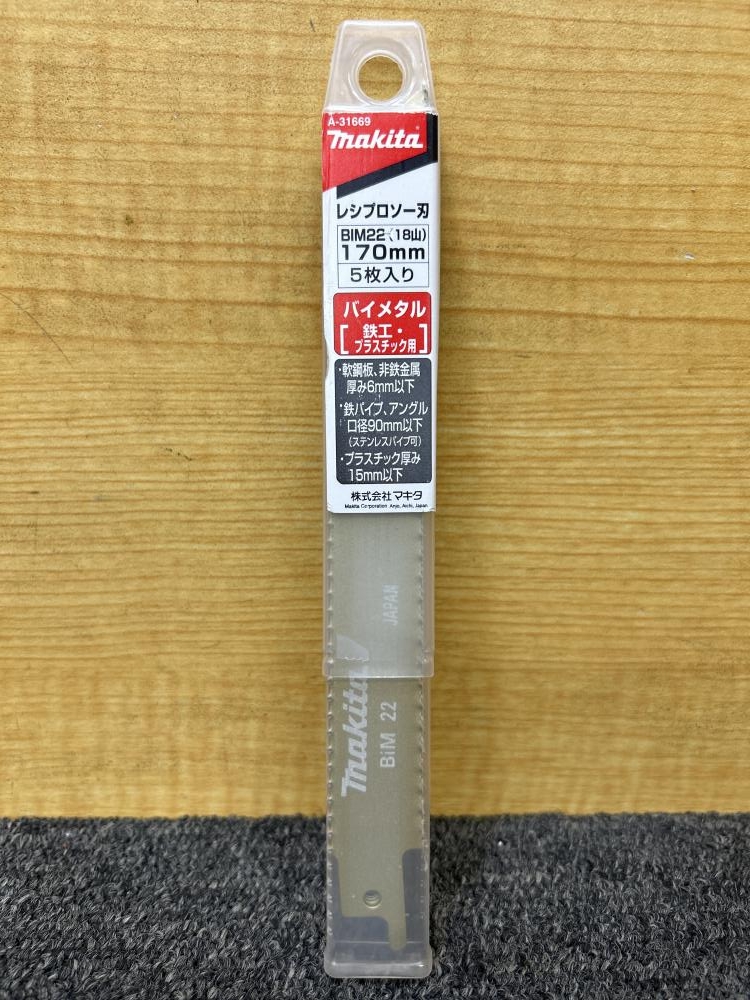 A-31669
makita
レシプロソー刃
BIM22 (18山)
170mm
5枚入り
バイメタル
[鉄工・
プラスチック用]
・軟鋼板、非鉄金属
厚み6mm以下
・鉄パイプ、アングル
口径90mm以下
(ステンレスパイプ可)
・プラスチック厚み
15mm以下
株式会社マキタ
Makita Corporation Anjo, Aichi, Japan
JAPAN
makita
BiM 22